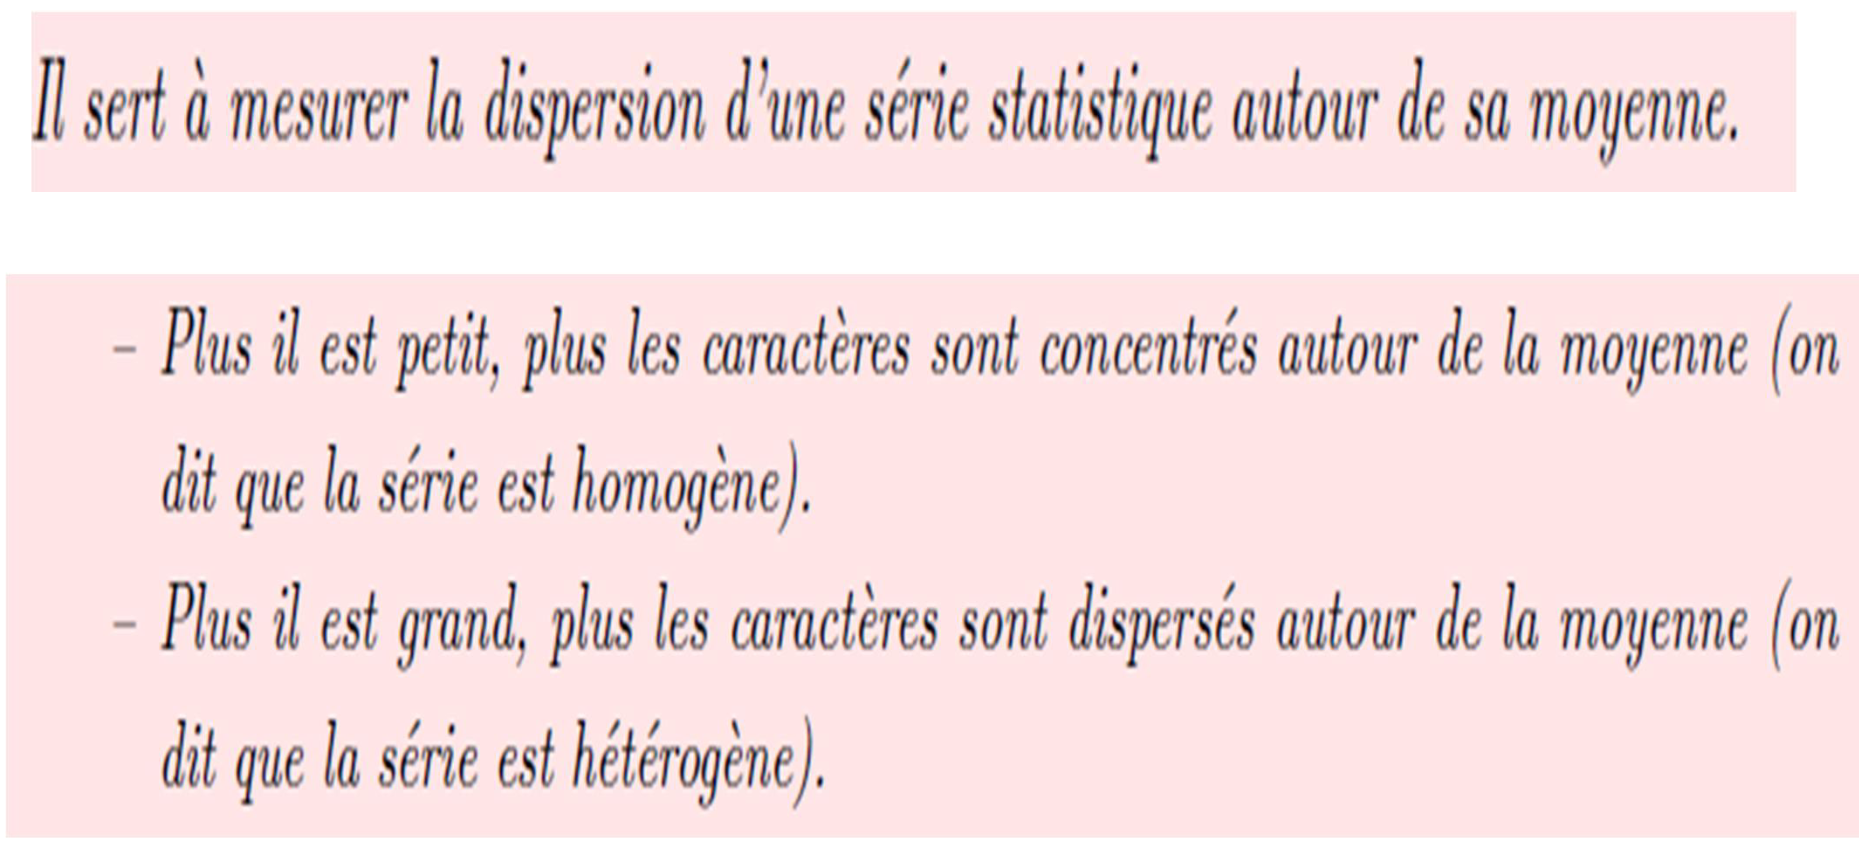 Il sert à mesurer la dispersion d'une série statistique autour de sa moyenne.
– Plus il est petit, plus les caractères sont concentrés autour de la moyenne (on
dit que la série est homogène).
– Plus il est grand, plus les caractères sont dispersés autour de la moyenne (on
dit que la série est hétérogène).